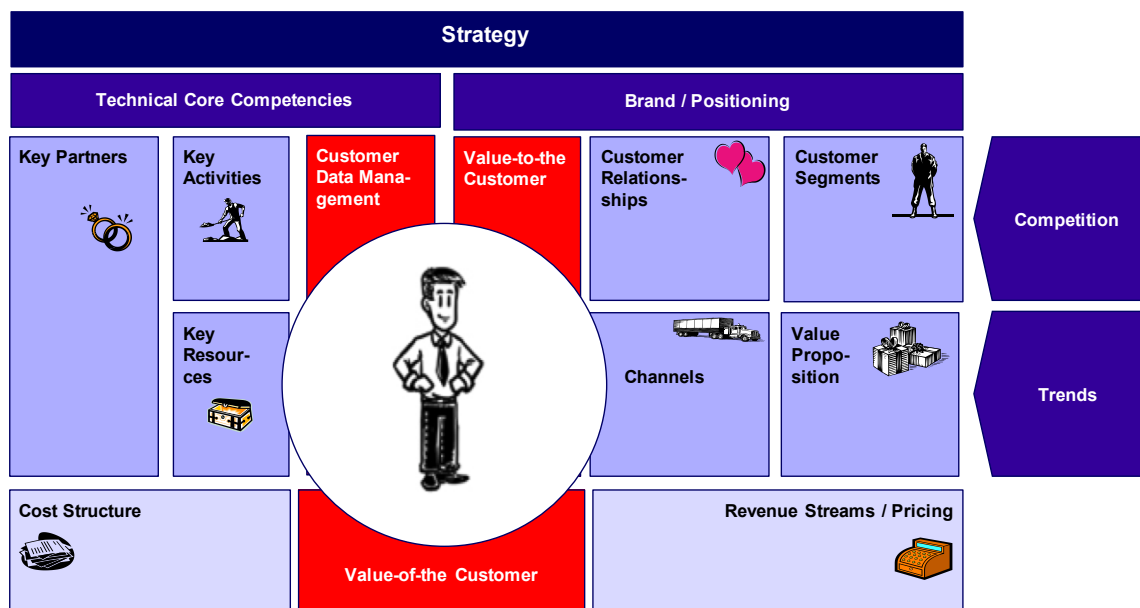 Strategy
Technical Core Competencies
Brand / Positioning
Key Partners
Key
Activities
Customer
Data Mana-
gement
Value-to-the
Customer
Customer
Relations-
hips
Customer
Segments
Competition
Key
Resour-
ces
Channels
Value
Propo-
sition
Trends
Cost Structure
Value-of-the Customer
Revenue Streams / Pricing